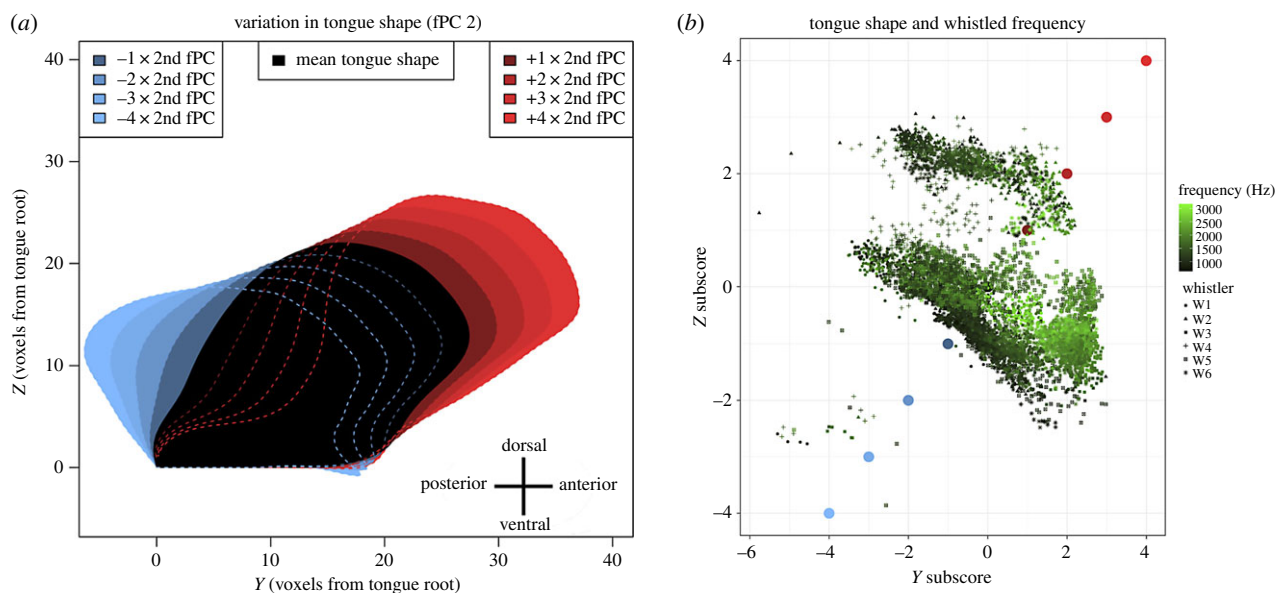 (a)
variation in tongue shape (fPC 2)
–1 × 2nd fPC
–2 × 2nd fPC
–3 × 2nd fPC
–4 × 2nd fPC
mean tongue shape
+1 × 2nd fPC
+2 × 2nd fPC
+3 × 2nd fPC
+4 × 2nd fPC
40
30
20
10
0
Z (voxels from tongue root)
dorsal
posterior
anterior
ventral
0
10
20
30
40
Y (voxels from tongue root)
(b)
tongue shape and whistled frequency
4
2
0
–2
–4
Z subscore
–6
–4
–2
0
2
4
Y subscore
frequency (Hz)
3000
2500
2000
1500
1000
whistler
W1
W2
W3
W4
W5
W6